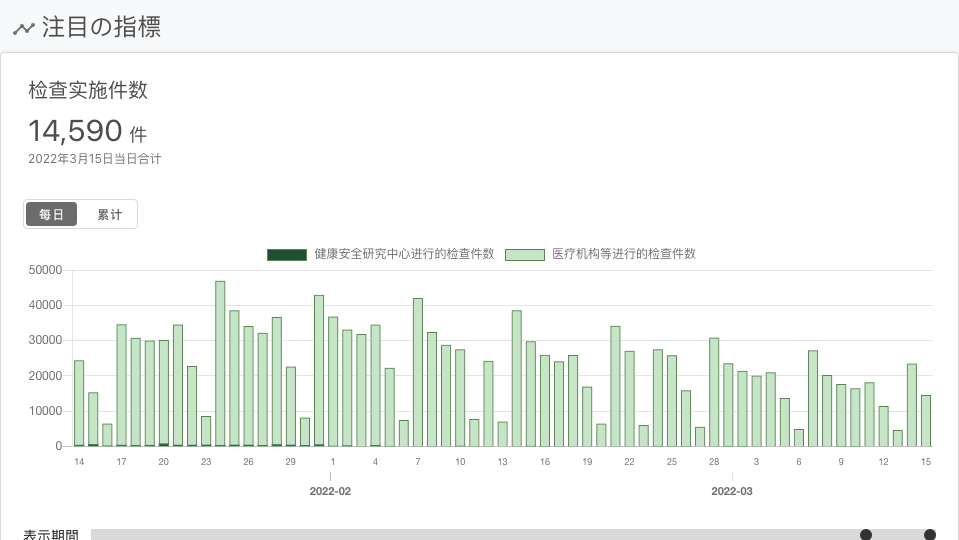 注目の指標
检查实施件数
14,590 件
2022年3月15日当日合计
每日 累计
健康安全研究中心进行的检查件数 医疗机构等进行的检查件数
50000
40000
30000
20000
10000
0
14 17 20 23 26 29 1 4 7 10 13 16 19 22 25 28 3 6 9 12 15
2022-02 2022-03
表示期間